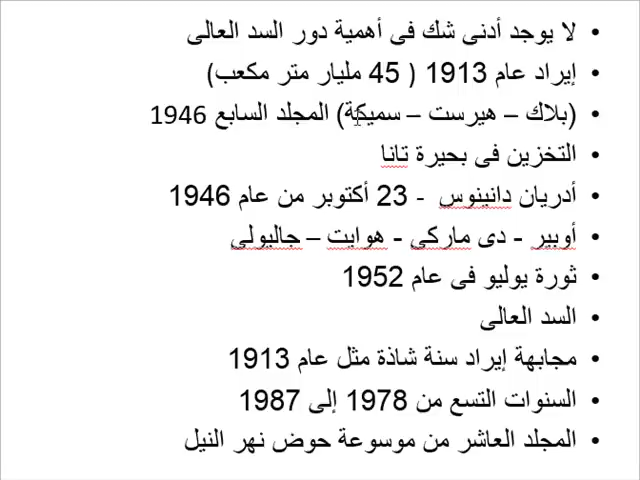 • لا يوجد أدنى شك فى أهمية دور السد العالى
• إيراد عام 1913 ( 45 مليار متر مكعب)
• (بلاك – هيرست – سميكة) المجلد السابع 1946
• التخزين فى بحيرة تانا
• أدريان دانينوس - 23 أكتوبر من عام 1946
• أوبير - دى ماركى - هوايت – جاليولى
• ثورة يوليو فى عام 1952
• السد العالى
• مجابهة إيراد سنة شاذة مثل عام 1913
• السنوات التسع من 1978 إلى 1987
• المجلد العاشر من موسوعة حوض نهر النيل